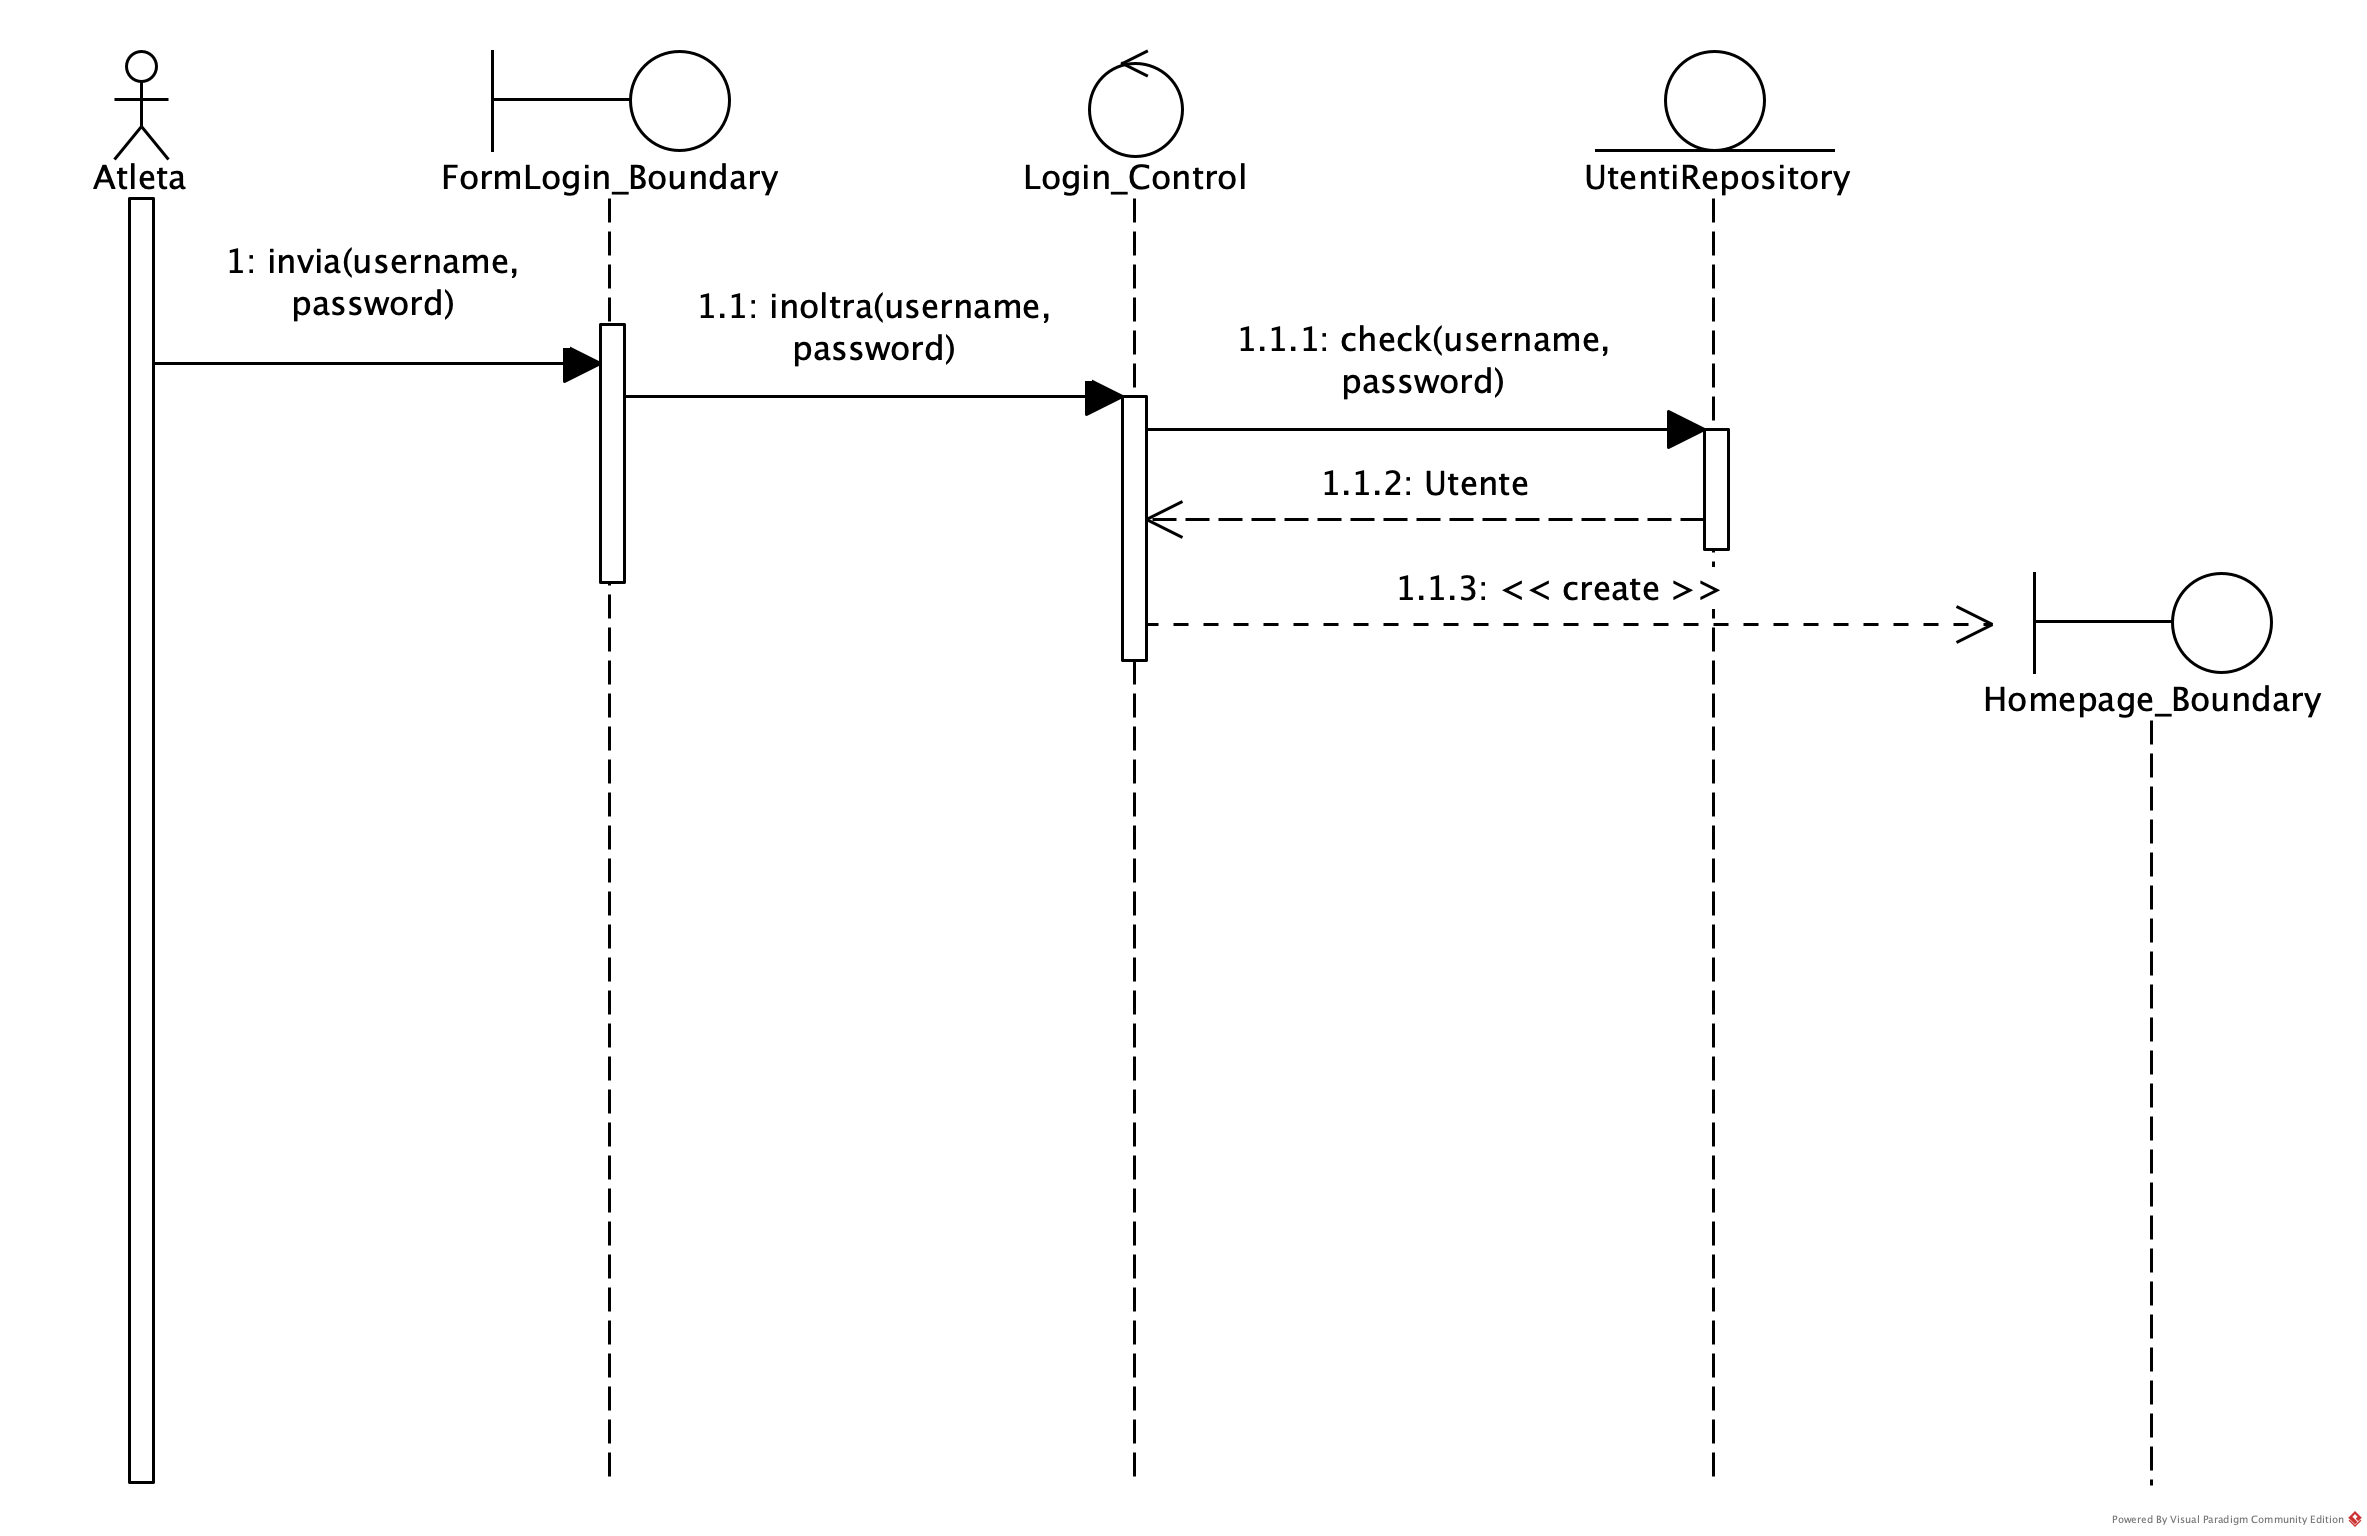 Atleta
FormLogin_Boundary
Login_Control
UtentiRepository
1: invia(username,
password)
1.1: inoltra(username,
password)
1.1.1: check(username,
password)
1.1.2: Utente
1.1.3: << create >>
Homepage_Boundary
Powered By Visual Paradigm Community Edition